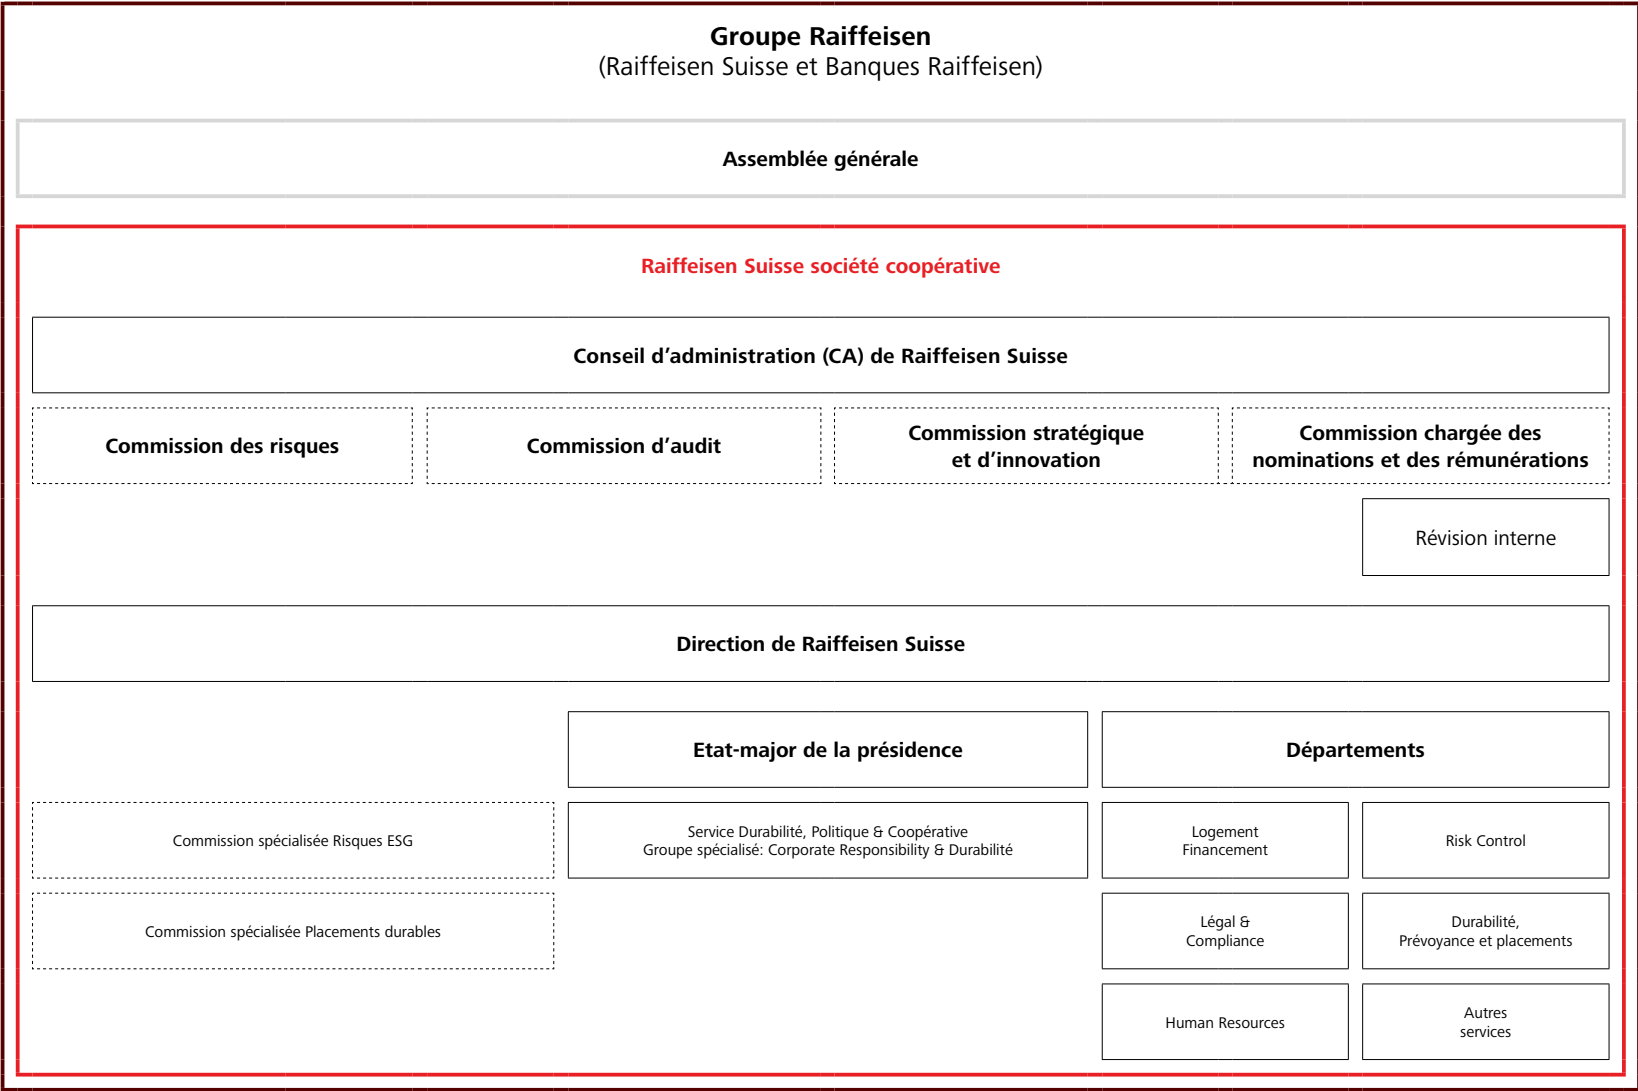 Groupe Raiffeisen
(Raiffeisen Suisse et Banques Raiffeisen)
Assemblée générale
Raiffeisen Suisse société coopérative
Conseil d’administration (CA) de Raiffeisen Suisse
Commission des risques
Commission d’audit
Commission stratégique
et d’innovation
Commission chargée des
nominations et des rémunérations
Révision interne
Direction de Raiffeisen Suisse
Etat-major de la présidence
Départements
Commission spécialisée Risques ESG
Service Durabilité, Politique & Coopérative
Groupe spécialisé: Corporate Responsibility & Durabilité
Logement
Financement
Risk Control
Commission spécialisée Placements durables
Légal &
Compliance
Durabilité,
Prévoyance et placements
Human Resources
Autres
services